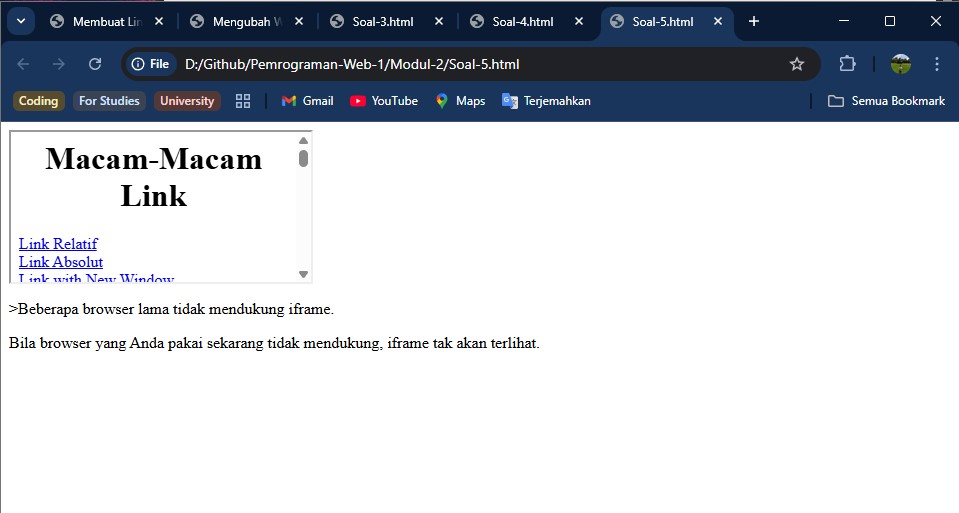 Membuat Lin
Mengubah W
Soal-3.html
Soal-4.html
Soal-5.html
File
D:/Github/Pemrograman-Web-1/Modul-2/Soal-5.html
Coding
For Studies
University
Gmail
YouTube
Maps
Terjemahkan
Semua Bookmark
Macam-Macam
Link
Link Relatif
Link Absolut
Link with New Window
>Beberapa browser lama tidak mendukung iframe.
Bila browser yang Anda pakai sekarang tidak mendukung, iframe tak akan terlihat.